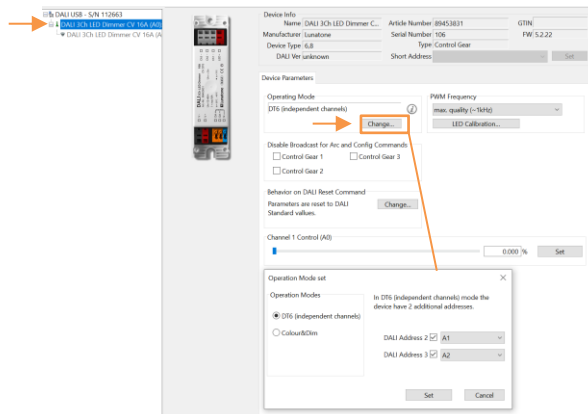 DALI USB - S/N 112663
DALI 3Ch LED Dimmer CV 16A (A0)
DALI 3Ch LED Dimmer CV 16A (A
Device Info
Name DALI 3Ch LED Dimmer C... Article Number 89453831 GTIN
Manufacturer Lunatone Serial Number 106 FW 5.2.22
Device Type 6,8 Type Control Gear
DALI Ver unknown Short Address Set
Device Parameters
Operating Mode
DT6 (independent channels)
Change...
PWM Frequency
max. quality (~1kHz)
LED Calibration...
Disable Broadcast for Arc and Config Commands
Control Gear 1 Control Gear 3
Control Gear 2
Behavior on DALI Reset Command
Parameters are reset to DALI
Standard values.
Change...
Channel 1 Control (A0)
0.000 % Set
Operation Mode set
Operation Modes
DT6 (independent channels)
Colour&Dim
In DT6 (independent channels) mode the
device have 2 additional addresses.
DALI Address 2 A1
DALI Address 3 A2
Set Cancel